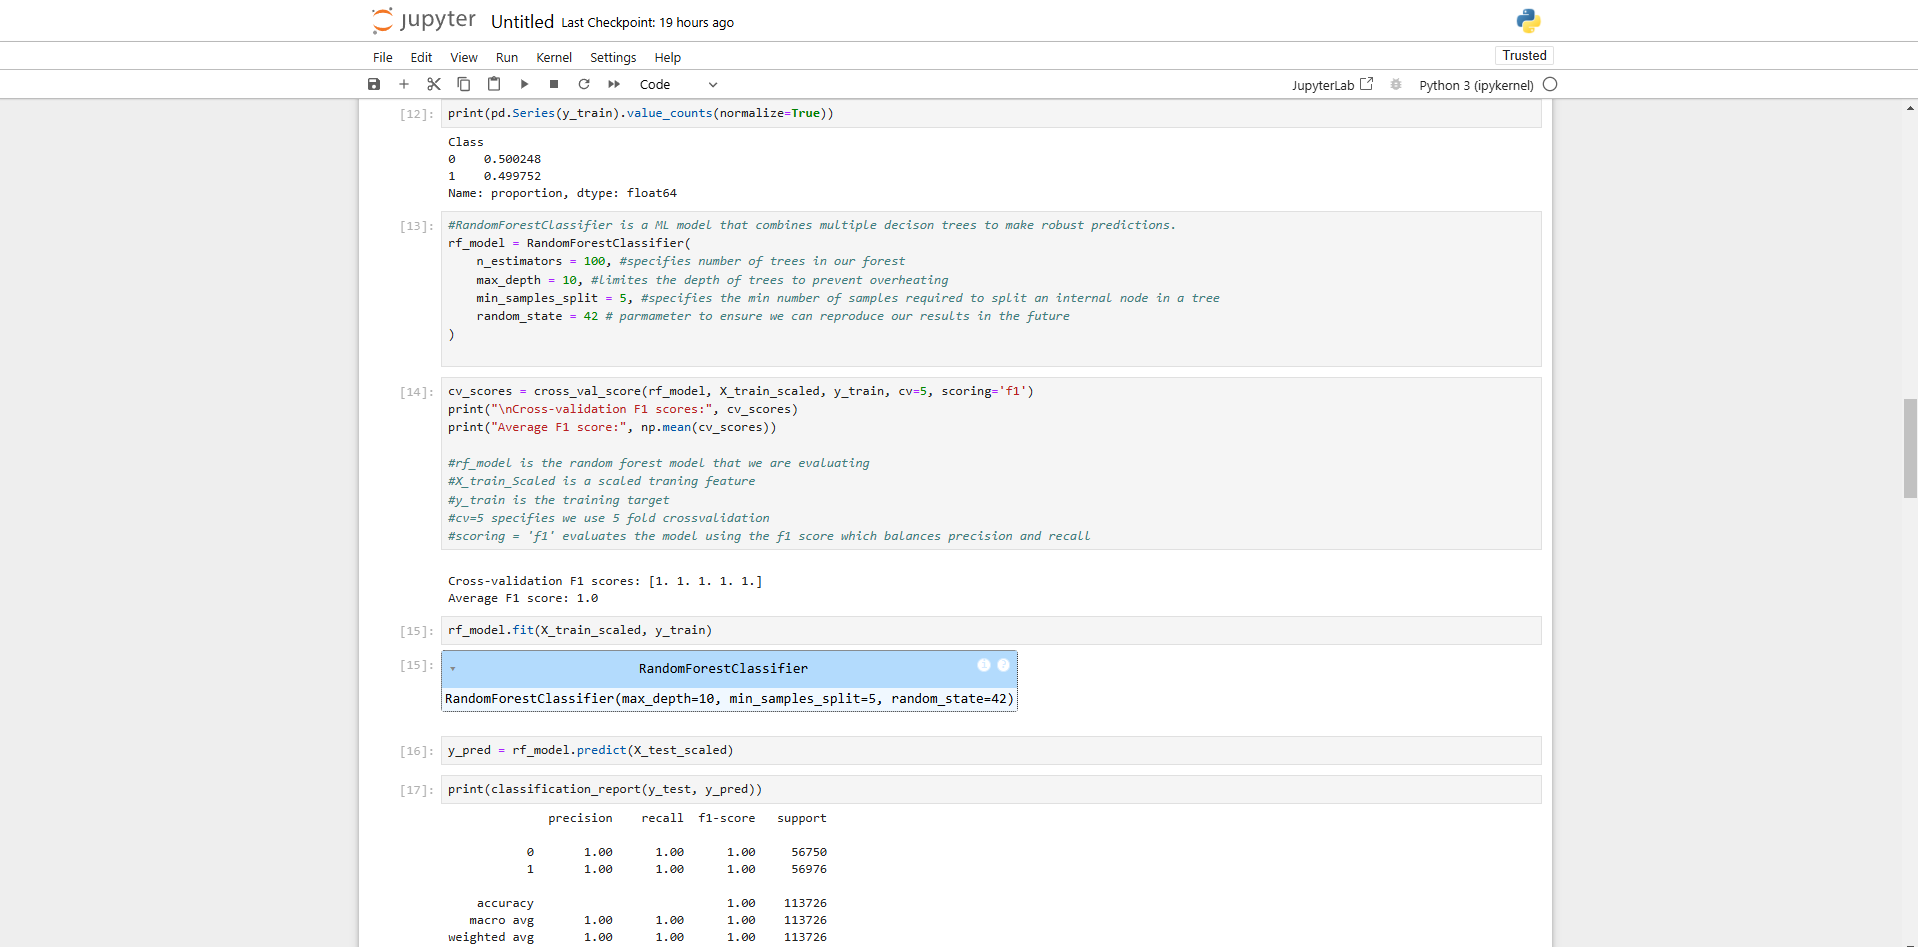 jupyter Untitled Last Checkpoint: 19 hours ago
File Edit View Run Kernel Settings Help
Trusted
Code
JupyterLab
Python 3 (ipykernel)
[12]: print(pd.Series(y_train).value_counts(normalize=True))
Class
0    0.500248
1    0.499752
Name: proportion, dtype: float64
[13]: #RandomForestClassifier is a ML model that combines multiple decison trees to make robust predictions.
rf_model = RandomForestClassifier(
    n_estimators = 100, #specifies number of trees in our forest
    max_depth = 10, #limites the depth of trees to prevent overheating
    min_samples_split = 5, #specifies the min number of samples required to split an internal node in a tree
    random_state = 42 # parmameter to ensure we can reproduce our results in the future
)
[14]: cv_scores = cross_val_score(rf_model, X_train_scaled, y_train, cv=5, scoring='f1')
print("\nCross-validation F1 scores:", cv_scores)
print("Average F1 score:", np.mean(cv_scores))
#rf_model is the random forest model that we are evaluating
#X_train_Scaled is a scaled traning feature
#y_train is the training target
#cv=5 specifies we use 5 fold crossvalidation
#scoring = 'f1' evaluates the model using the f1 score which balances precision and recall
Cross-validation F1 scores: [1. 1. 1. 1. 1.]
Average F1 score: 1.0
[15]: rf_model.fit(X_train_scaled, y_train)
[15]: RandomForestClassifier i ?
RandomForestClassifier(max_depth=10, min_samples_split=5, random_state=42)
[16]: y_pred = rf_model.predict(X_test_scaled)
[17]: print(classification_report(y_test, y_pred))
precision recall f1-score support
0 1.00 1.00 1.00 56750
1 1.00 1.00 1.00 56976
accuracy 1.00 113726
macro avg 1.00 1.00 1.00 113726
weighted avg 1.00 1.00 1.00 113726